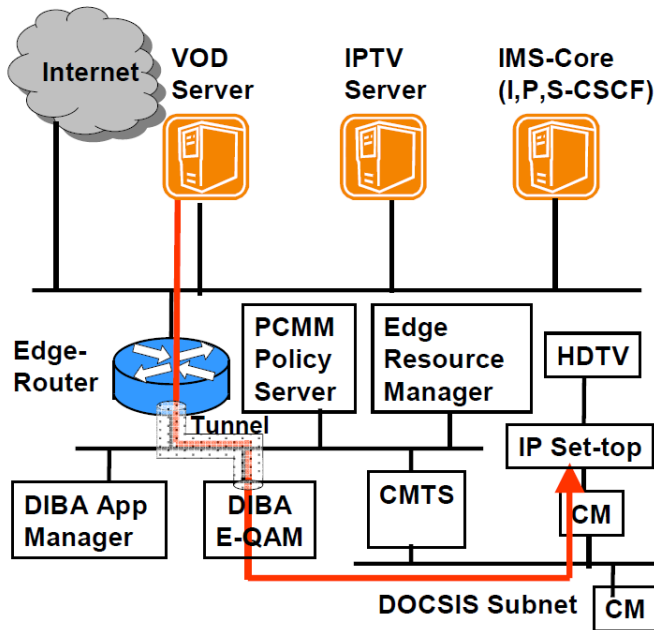 Internet
VOD
Server
IPTV
Server
IMS-Core
(I,P,S-CSCF)
Edge-
Router
PCMM
Policy
Server
Edge
Resource
Manager
HDTV
Tunnel
IP Set-top
DIBA App
Manager
DIBA
E-QAM
CMTS
CM
DOCSIS Subnet
CM